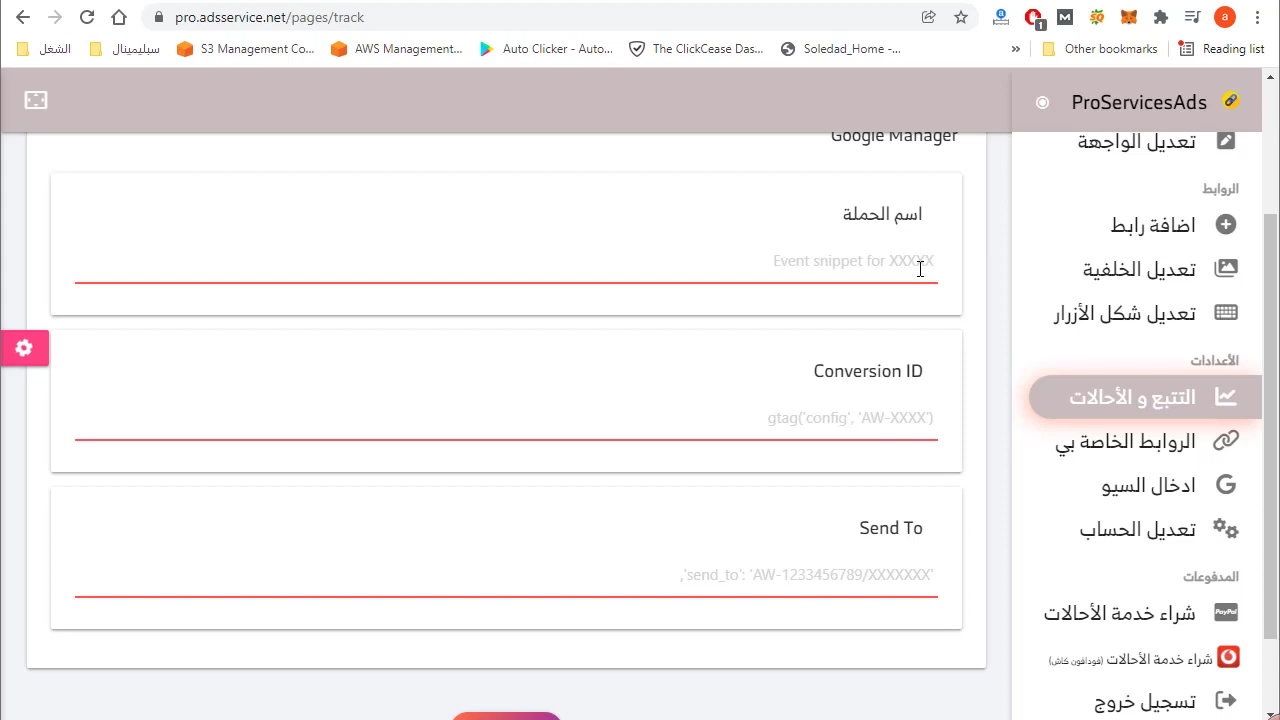 pro.adsservice.net/pages/track
1
a
الشغل
سبليمينال
S3 Management Co...
AWS Management...
Auto Clicker - Auto...
The ClickCease Das...
Soledad_Home -...
»
Other bookmarks
Reading list
ProServicesAds
تعديل الواجهة
الروابط
اضافة رابط
تعديل الخلفية
تعديل شكل الأزرار
الأعدادات
التتبع و الأحالات
الروابط الخاصة بي
ادخال السيو
تعديل الحساب
المدفوعات
PayPal شراء خدمة الأحالات
شراء خدمة الأحالات (فودافون كاش)
تسجيل خروج
Google Manager
اسم الحملة
Event snippet for XXXXX
Conversion ID
gtag('config', 'AW-XXXX')
Send To
,'send_to': 'AW-1233456789/XXXXXXX'